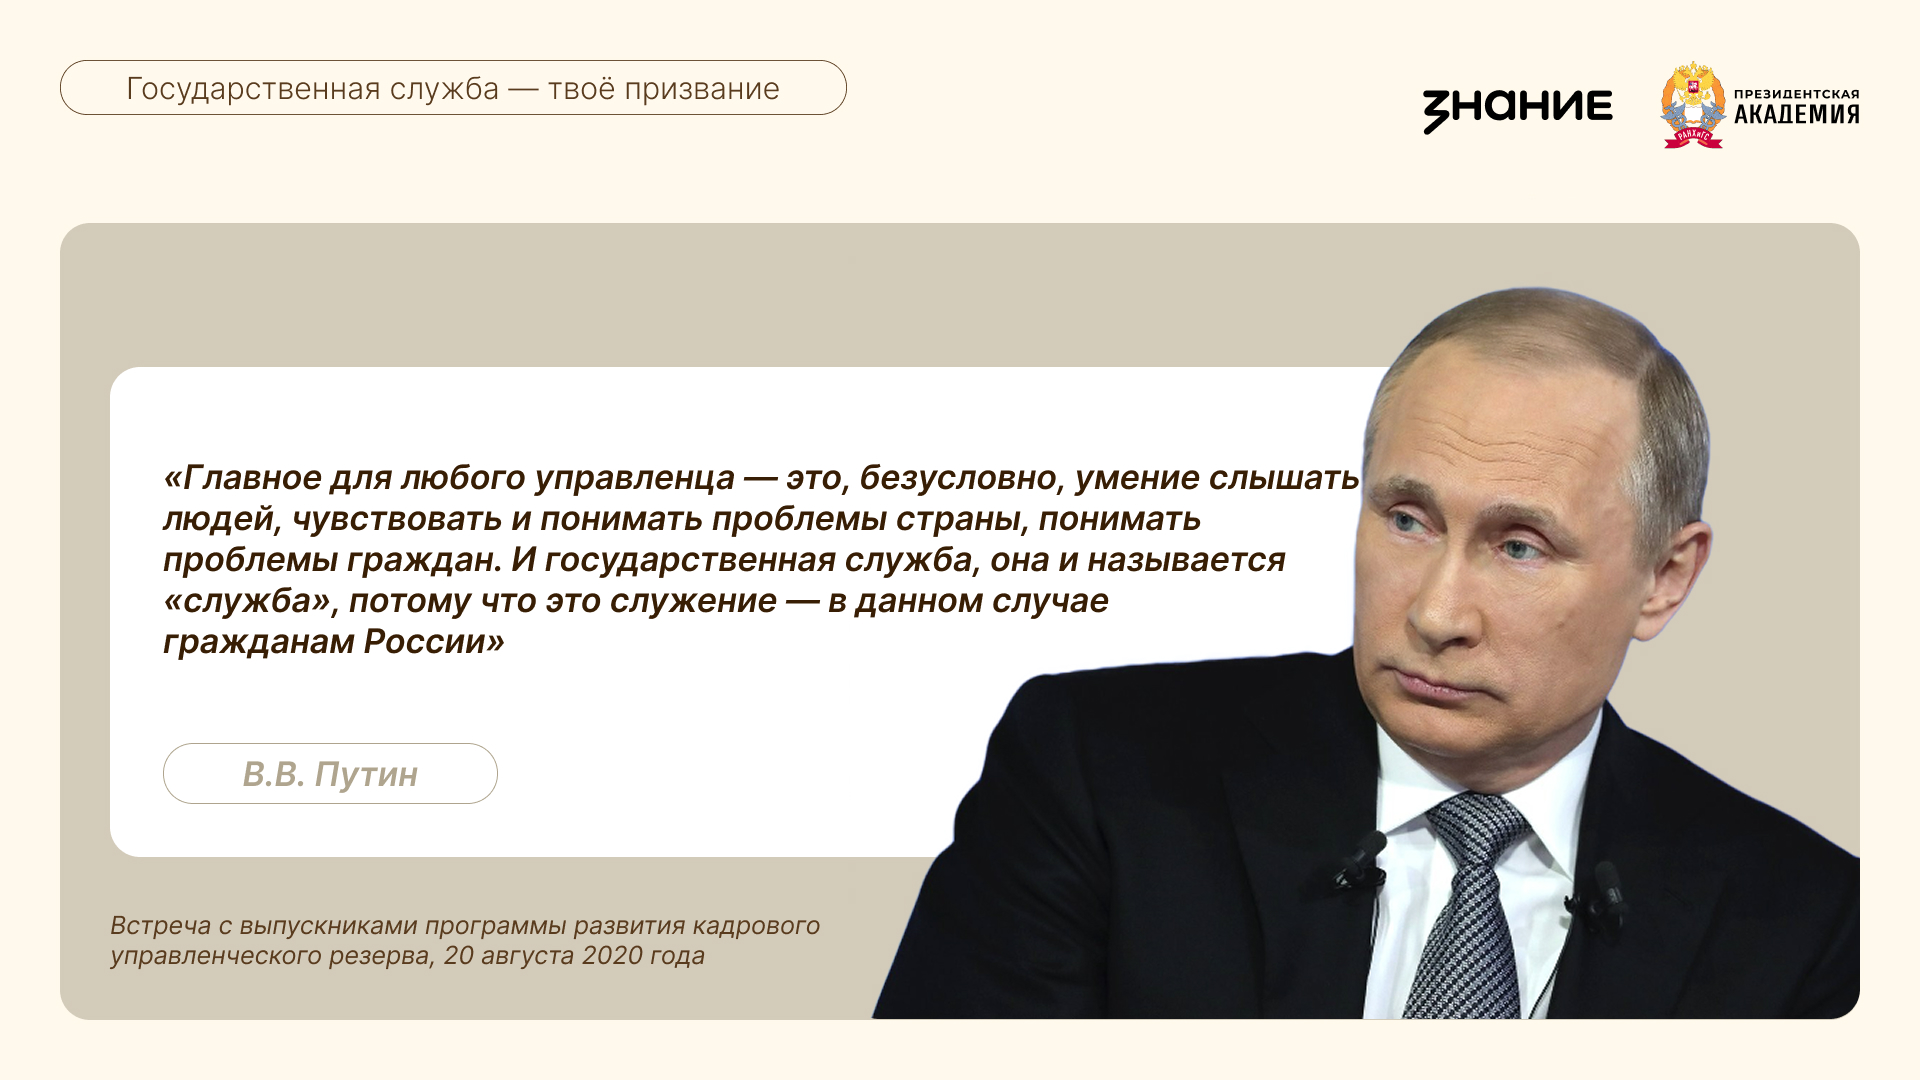 Государственная служба — твоё призвание
ЗНАНИЕ
ПРЕЗИДЕНТСКАЯ
АКАДЕМИЯ
РАНХиГС
«Главное для любого управленца — это, безусловно, умение слышать
людей, чувствовать и понимать проблемы страны, понимать
проблемы граждан. И государственная служба, она и называется
«служба», потому что это служение — в данном случае
гражданам России»
В.В. Путин
Встреча с выпускниками программы развития кадрового
управленческого резерва, 20 августа 2020 года